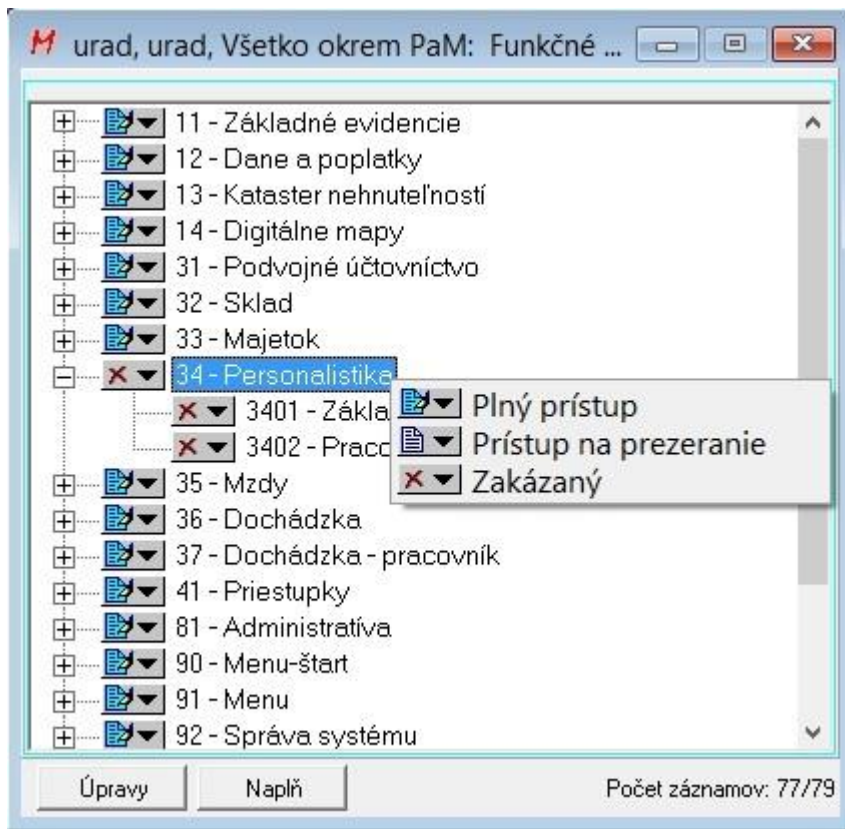 urad, urad, Všetko okrem PaM: Funkčné ...
11 - Základné evidencie
12 - Dane a poplatky
13 - Kataster nehnuteľností
14 - Digitálne mapy
31 - Podvojné účtovníctvo
32 - Sklad
33 - Majetok
34 - Personalistika
Plný prístup
3401 - Zákla
Prístup na prezeranie
3402 - Prac
Zakázaný
35 - Mzdy
36 - Dochádzka
37 - Dochádzka - pracovník
41 - Priestupky
81 - Administratíva
90 - Menu-štart
91 - Menu
92 - Správa systému
Úpravy Naplň Počet záznamov: 77/79